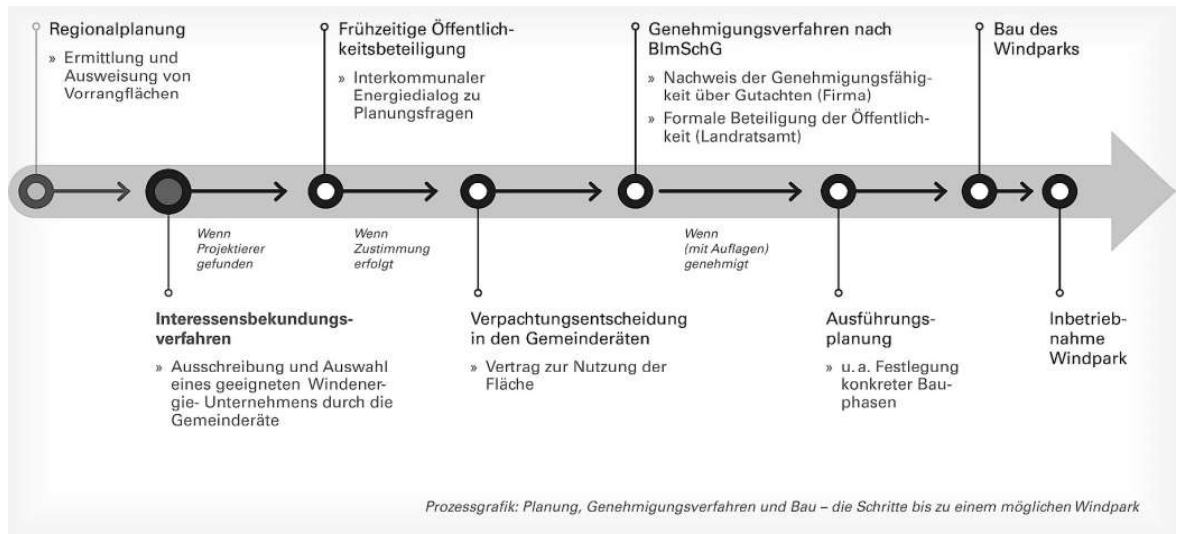 Regionalplanung
» Ermittlung und
Ausweisung von
Vorrangflächen
Frühzeitige Öffentlich-
keitsbeteiligung
» Interkommunaler
Energiedialog zu
Planungsfragen
Genehmigungsverfahren nach
BImSchG
» Nachweis der Genehmigungsfähig-
keit über Gutachten (Firma)
» Formale Beteiligung der Öffentlich-
keit (Landratsamt)
Bau des
Windparks
Wenn
Projektierer
gefunden
Wenn
Zustimmung
erfolgt
Wenn
(mit Auflagen)
genehmigt
Interessensbekundungs-
verfahren
» Ausschreibung und Auswahl
eines geeigneten Windener-
gie- Unternehmens durch die
Gemeinderäte
Verpachtungsentscheidung
in den Gemeinderäten
» Vertrag zur Nutzung der
Fläche
Ausführungs-
planung
» u. a. Festlegung
konkreter Bau-
phasen
Inbetrieb-
nahme
Windpark
Prozessgrafik: Planung, Genehmigungsverfahren und Bau – die Schritte bis zu einem möglichen Windpark